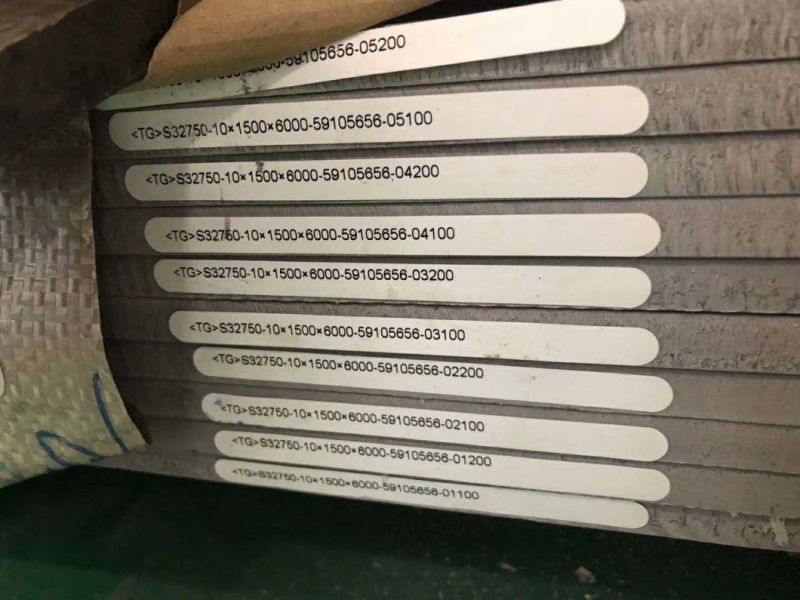 59105656-05200
<TG>S32750-10×1500×6000-59105656-05100
<TG>S32750-10×1500×6000-59105656-04200
<TG>S32750-10×1500×6000-59105656-04100
<TG>S32750-10×1500×6000-59105656-03200
<TG>S32750-10×1500×6000-59105656-03100
<TG>S32750-10×1500×6000-59105656-02200
<TG>S32750-10×1500×6000-59105656-02100
<TG>S32750-10×1500×6000-59105656-01200
<TG>S32750-10×1500×6000-59105656-01100